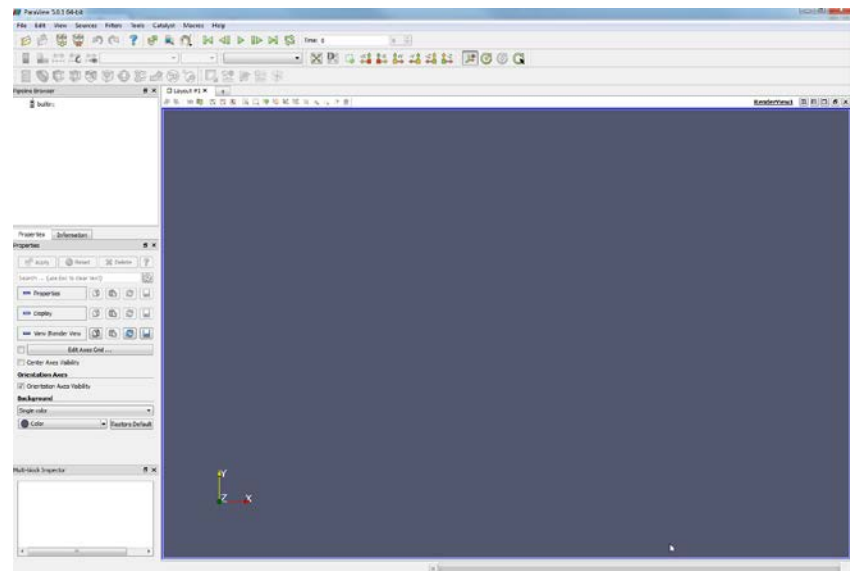 ParaView 5.0.1 64-bit
File Edit View Sources Filters Tools Catalyst Macros Help
Time: 0
Pipeline Browser
Layout #1
builtin:
RenderView1
Properties Information
Properties
Apply Reset Delete ?
Search ... (use Esc to clear text)
Properties
Display
View (Render View
Edit Axes Grid ...
Center Axes Visibility
Orientation Axes
Orientation Axes Visibility
Background
Single color
Color Restore Default
Multi-block Inspector
Y
Z X